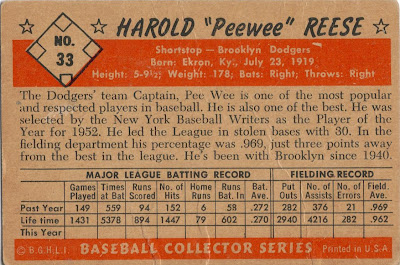 HAROLD "Peewee" REESE
NO.
33
Shortstop — Brooklyn Dodgers
Born: Ekron, Ky., July 23, 1919
Height: 5-9½; Weight: 178; Bats: Right; Throws: Right
The Dodgers' team Captain, Pee Wee is one of the most popular
and respected players in baseball. He is also one of the best. He was
selected by the New York Baseball Writers as the Player of the
Year for 1952. He led the League in stolen bases with 30. In the
fielding department his percentage was .969, just three points away
from the best in the league. He's been with Brooklyn since 1940.
MAJOR LEAGUE BATTING RECORD FIELDING RECORD
Games Played Times at Bat Runs Scored No. of Hits Home Runs Runs Bat. In Bat. Ave. Put Outs No. of Assists No. of Errors Field. Ave.
Past Year 149 559 94 152 6 58 .272 282 376 21 .969
Life time 1431 5378 894 1447 79 602 .270 2940 4216 282 .962
This Year
© B.G.H.L.I. BASEBALL COLLECTOR SERIES Printed in U.S.A.